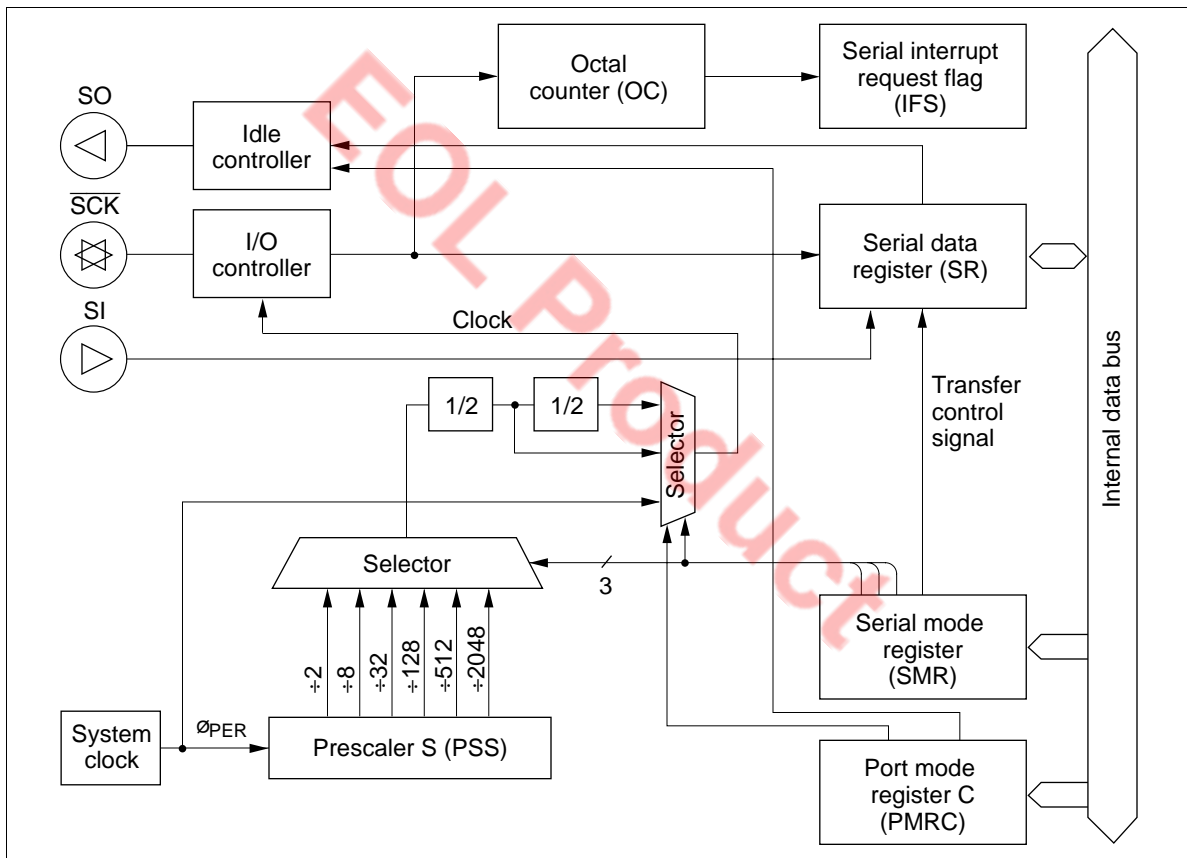 Octal
counter (OC)
Serial interrupt
request flag
(IFS)
SO
Idle
controller
SCK
I/O
controller
Serial data
register (SR)
SI
Clock
Transfer
control
signal
Internal data bus
1/2
1/2
Selector
Selector
3
÷2
÷8
÷32
÷128
÷512
÷2048
Serial mode
register
(SMR)
System
clock
øPER
Prescaler S (PSS)
Port mode
register C
(PMRC)
EOL Product